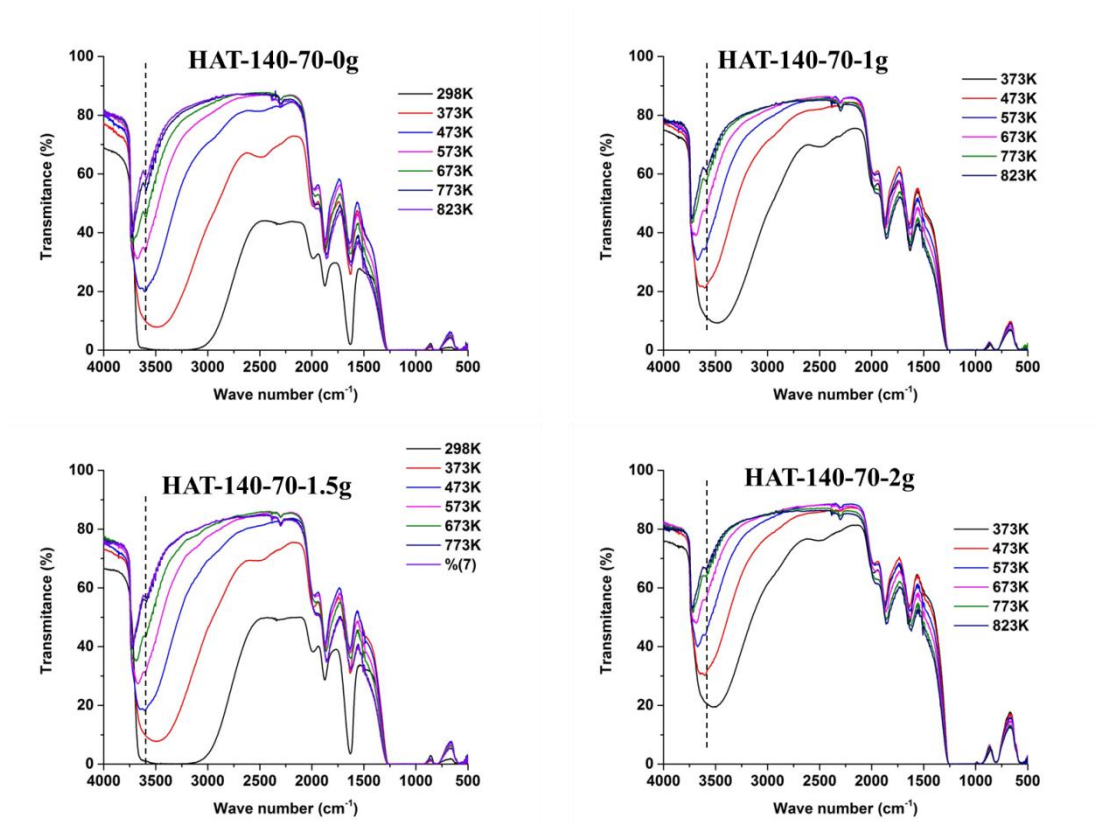 HAT-140-70-0g
100
80
60
40
20
0
Transmitance (%)
298K
373K
473K
573K
673K
773K
823K
4000 3500 3000 2500 2000 1500 1000 500
Wave number (cm-1)
HAT-140-70-1g
100
80
60
40
20
0
Transmitance (%)
373K
473K
573K
673K
773K
823K
4000 3500 3000 2500 2000 1500 1000 500
Wave number (cm-1)
HAT-140-70-1.5g
100
80
60
40
20
0
Transmitance (%)
298K
373K
473K
573K
673K
773K
%(7)
4000 3500 3000 2500 2000 1500 1000 500
Wave number (cm-1)
HAT-140-70-2g
100
80
60
40
20
0
Transmitance (%)
373K
473K
573K
673K
773K
823K
4000 3500 3000 2500 2000 1500 1000 500
Wave number (cm-1)